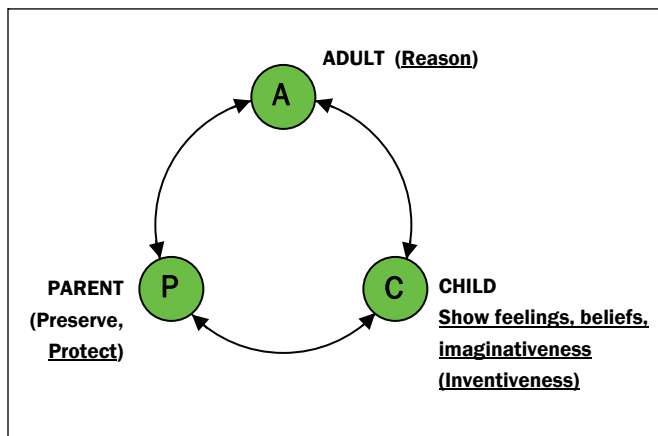 ADULT (Reason)
A
P
C
PARENT
(Preserve,
Protect)
CHILD
Show feelings, beliefs,
imaginativeness
(Inventiveness)